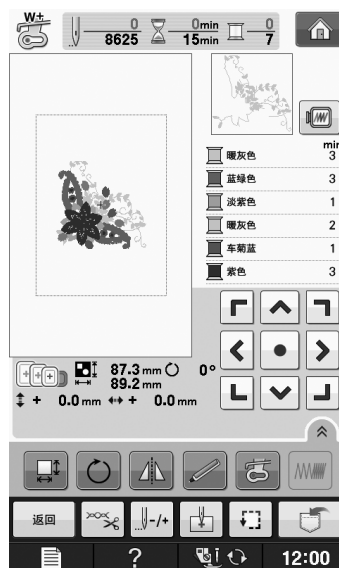 W+
0 0min 0
8625 15min 7
min
暖灰色 3
蓝绿色 3
淡紫色 1
暖灰色 2
车菊蓝 1
紫色 3
87.3 mm 0°
89.2 mm
+ 0.0 mm + 0.0 mm
返回 -/+
? 12:00